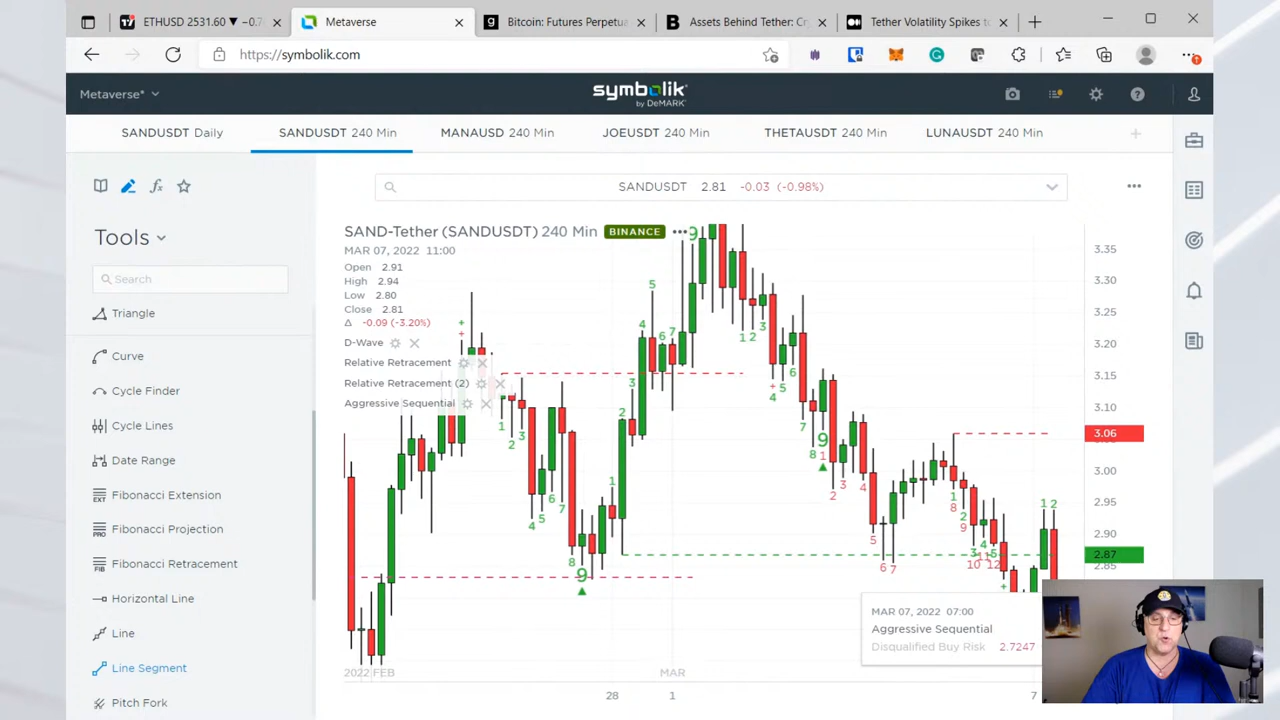 ETHUSD 2531.60 ▼ −0.7
Metaverse
Bitcoin: Futures Perpetua
Assets Behind Tether: Cr
Tether Volatility Spikes to
https://symbolik.com
Metaverse*
symbolik
by DeMARK
SANDUSDT Daily
SANDUSDT 240 Min
MANAUSD 240 Min
JOEUSDT 240 Min
THETAUSDT 240 Min
LUNAUSDT 240 Min
SANDUSDT 2.81 -0.03 (-0.98%)
Tools
Search
Triangle
Curve
Cycle Finder
Cycle Lines
Date Range
Fibonacci Extension
Fibonacci Projection
Fibonacci Retracement
Horizontal Line
Line
Line Segment
Pitch Fork
SAND-Tether (SANDUSDT) 240 Min BINANCE
MAR 07, 2022 11:00
Open 2.91
High 2.94
Low 2.80
Close 2.81
Δ -0.09 (-3.20%)
D-Wave
Relative Retracement
Relative Retracement (2)
Aggressive Sequential
3.35
3.30
3.25
3.20
3.15
3.10
3.06
3.00
2.95
2.90
2.87
2.85
MAR 07, 2022 07:00
Aggressive Sequential
Disqualified Buy Risk 2.7247
2022 FEB
MAR
28
1
7